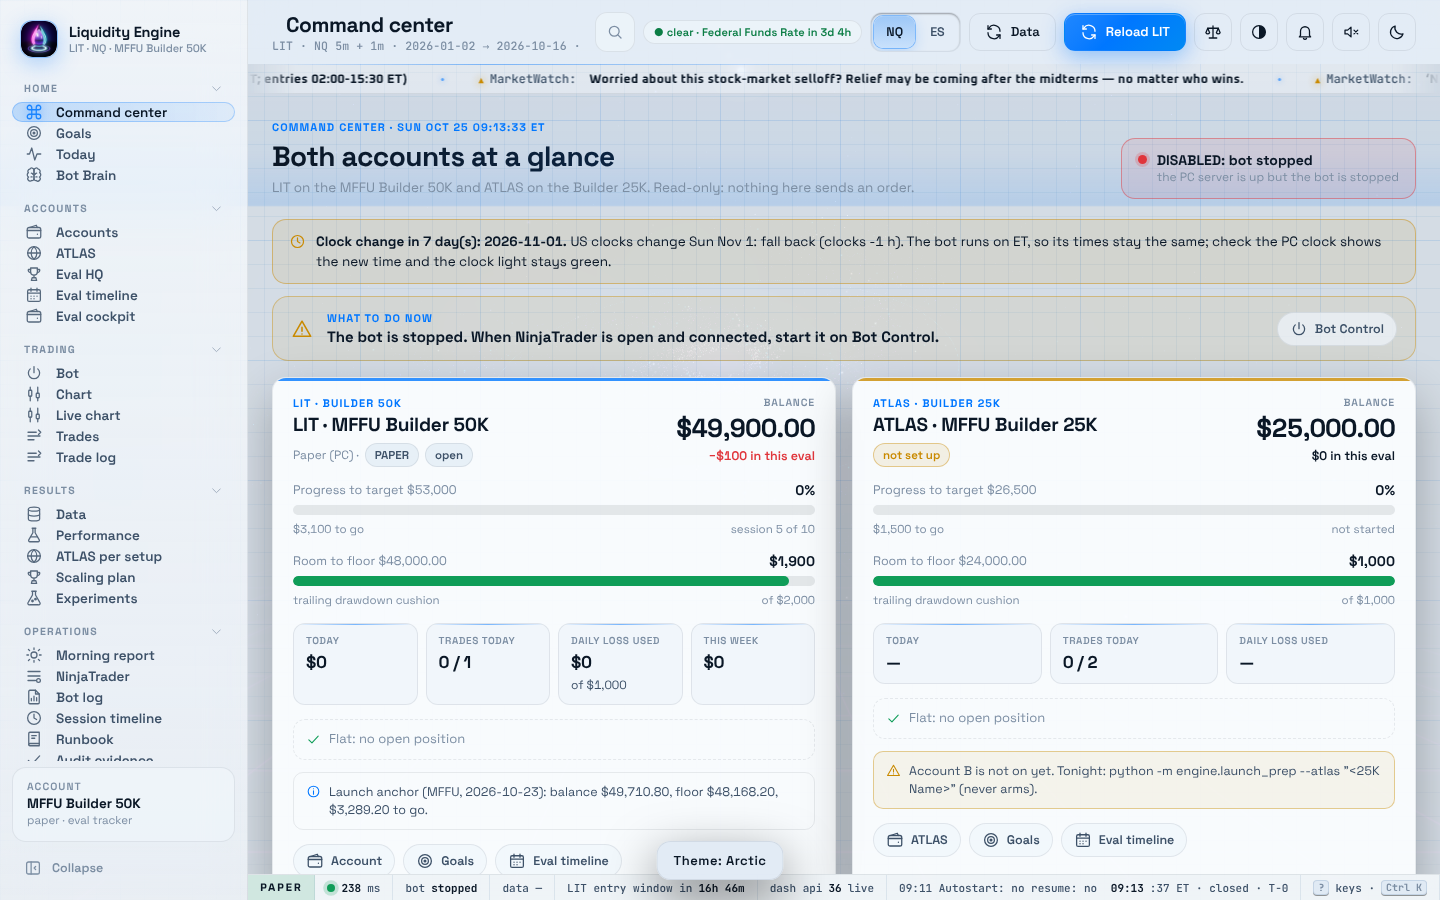 Liquidity Engine
LIT · NQ · MFFU Builder 50K
HOME
Command center
Goals
Today
Bot Brain
ACCOUNTS
Accounts
ATLAS
Eval HQ
Eval timeline
Eval cockpit
TRADING
Bot
Chart
Live chart
Trades
Trade log
RESULTS
Data
Performance
ATLAS per setup
Scaling plan
Experiments
OPERATIONS
Morning report
NinjaTrader
Bot log
Session timeline
Runbook
Audit evidence
ACCOUNT
MFFU Builder 50K
paper · eval tracker
Collapse
Command center
LIT · NQ 5m + 1m · 2026-01-02 → 2026-10-16 ·
clear · Federal Funds Rate in 3d 4h
NQ
ES
Data
Reload LIT
T; entries 02:00-15:30 ET)
MarketWatch: Worried about this stock-market selloff? Relief may be coming after the midterms — no matter who wins.
MarketWatch:
COMMAND CENTER · SUN OCT 25 09:13:33 ET
Both accounts at a glance
LIT on the MFFU Builder 50K and ATLAS on the Builder 25K. Read-only: nothing here sends an order.
DISABLED: bot stopped
the PC server is up but the bot is stopped
Clock change in 7 day(s): 2026-11-01. US clocks change Sun Nov 1: fall back (clocks -1 h). The bot runs on ET, so its times stay the same; check the PC clock shows
the new time and the clock light stays green.
WHAT TO DO NOW
The bot is stopped. When NinjaTrader is open and connected, start it on Bot Control.
Bot Control
LIT · BUILDER 50K
BALANCE
LIT · MFFU Builder 50K
$49,900.00
Paper (PC) · PAPER open
−$100 in this eval
Progress to target $53,000
0%
$3,100 to go
session 5 of 10
Room to floor $48,000.00
$1,900
trailing drawdown cushion
of $2,000
TODAY
$0
TRADES TODAY
0 / 1
DAILY LOSS USED
$0
of $1,000
THIS WEEK
$0
Flat: no open position
Launch anchor (MFFU, 2026-10-23): balance $49,710.80, floor $48,168.20,
$3,289.20 to go.
Account
Goals
Eval timeline
ATLAS · BUILDER 25K
BALANCE
ATLAS · MFFU Builder 25K
$25,000.00
not set up
$0 in this eval
Progress to target $26,500
0%
$1,500 to go
not started
Room to floor $24,000.00
$1,000
trailing drawdown cushion
of $1,000
TODAY
—
TRADES TODAY
0 / 2
DAILY LOSS USED
—
Flat: no open position
Account B is not on yet. Tonight: python -m engine.launch_prep --atlas "<25K
Name>" (never arms).
ATLAS
Goals
Eval timeline
Theme: Arctic
PAPER
238 ms
bot stopped
data —
LIT entry window in 16h 46m
dash api 36 live
09:11 Autostart: no resume: no
09:13 :37 ET · closed · T-0
? keys · Ctrl K